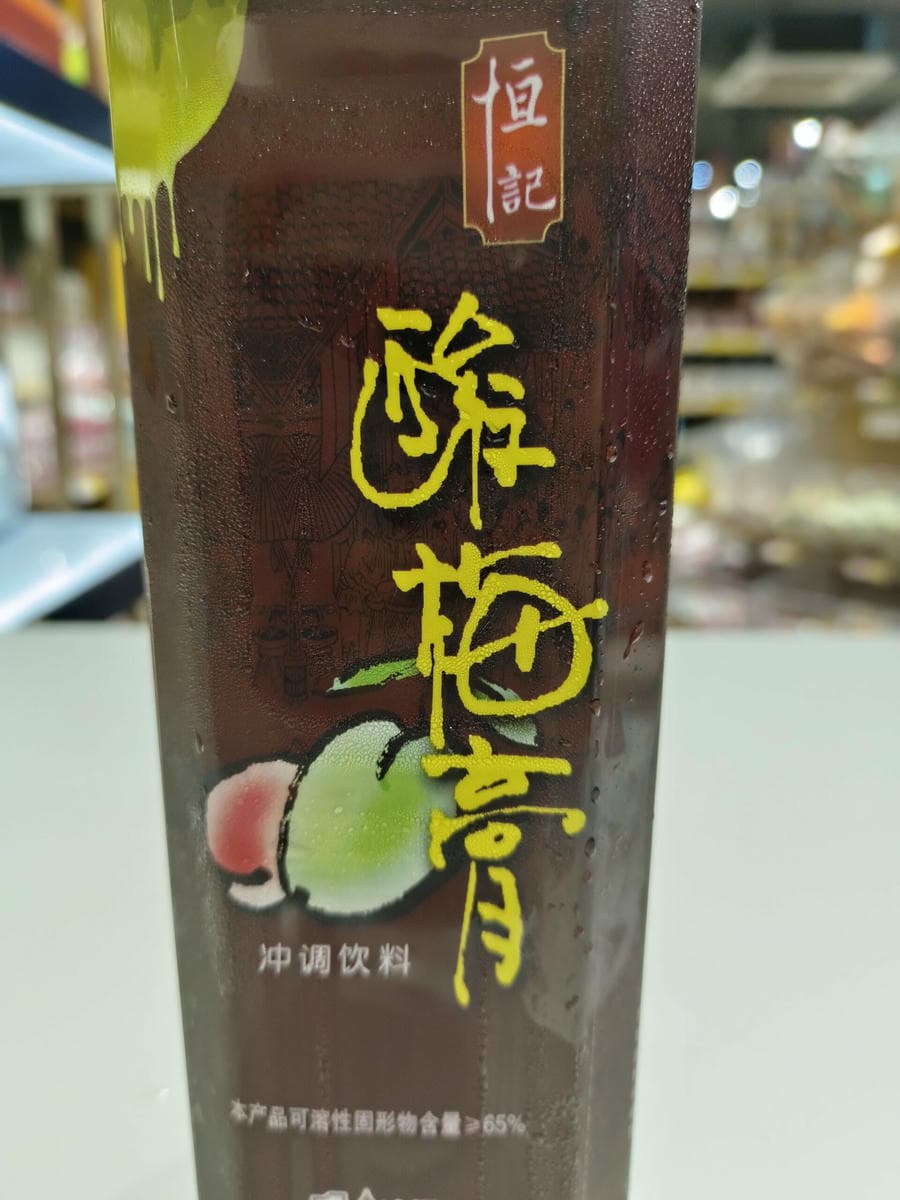 恒記
酸梅膏
冲调饮料
本产品可溶性固形物含量≥65%